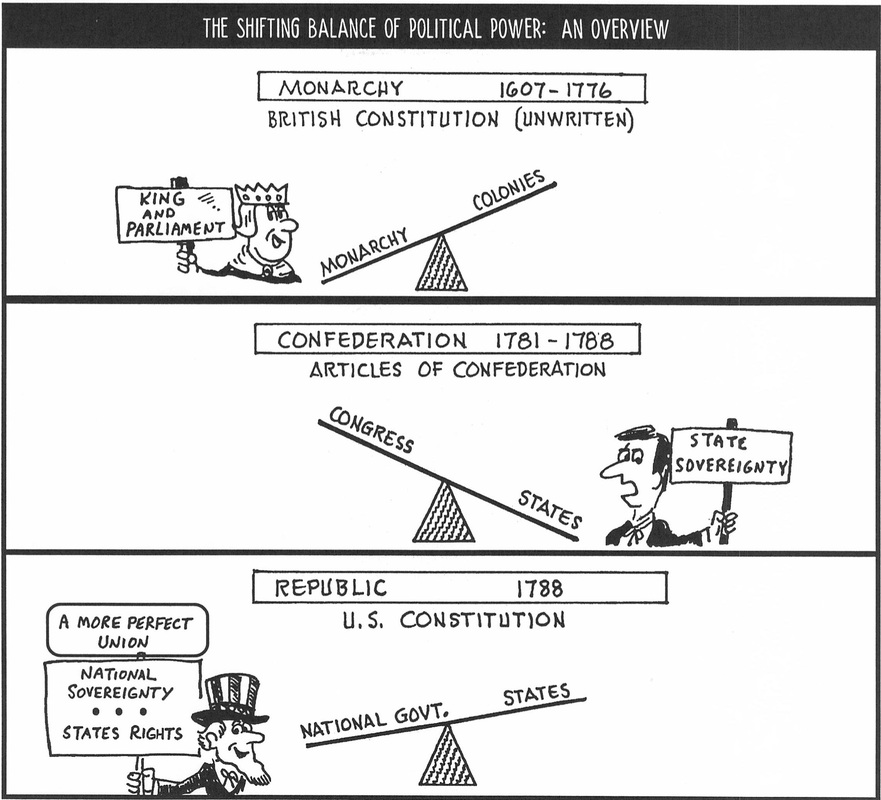 THE SHIFTING BALANCE OF POLITICAL POWER: AN OVERVIEW
MONARCHY 1607-1776
BRITISH CONSTITUTION (UNWRITTEN)
KING
AND
PARLIAMENT
MONARCHY
COLONIES
CONFEDERATION 1781-1788
ARTICLES OF CONFEDERATION
CONGRESS
STATES
STATE
SOVEREIGNTY
REPUBLIC 1788
U.S. CONSTITUTION
A MORE PERFECT
UNION
NATIONAL
SOVEREIGNTY
• • •
STATES RIGHTS
NATIONAL GOVT.
STATES